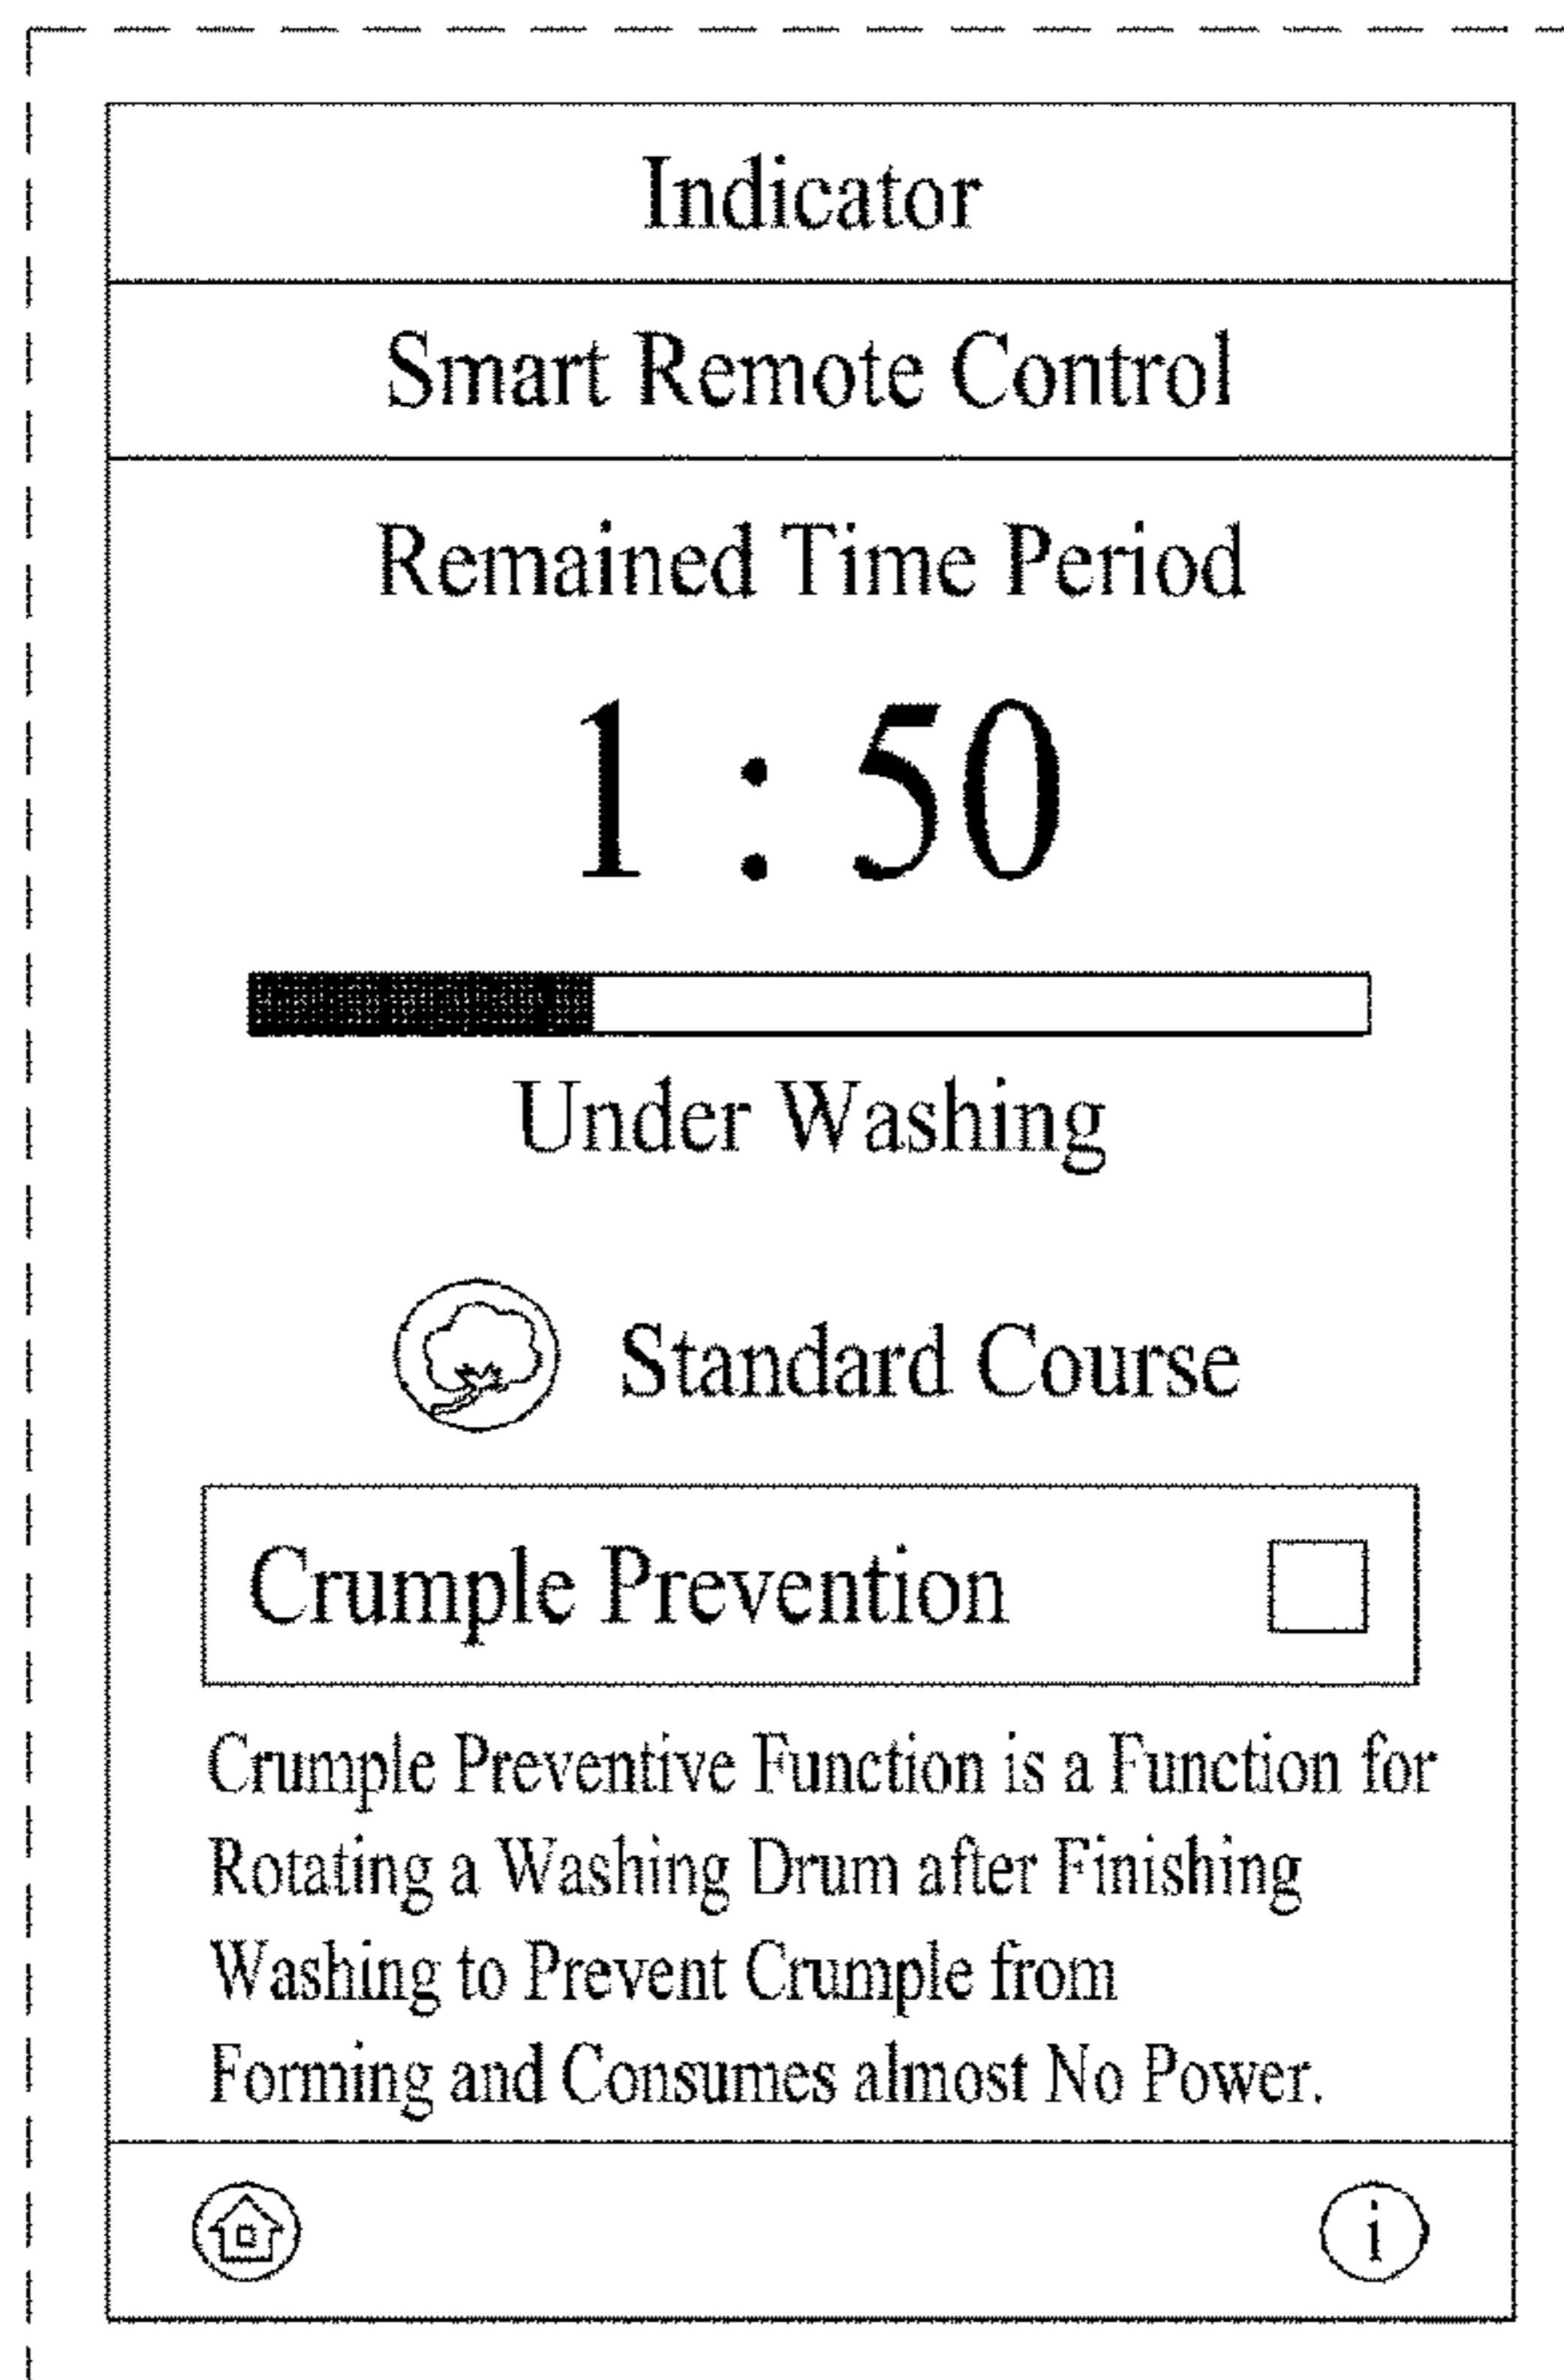 Indicator
Smart Remote Control
Remained Time Period
1 : 50
Under Washing
Standard Course
Crumple Prevention
Crumple Preventive Function is a Function for
Rotating a Washing Drum after Finishing
Washing to Prevent Crumple from
Forming and Consumes almost No Power.
i